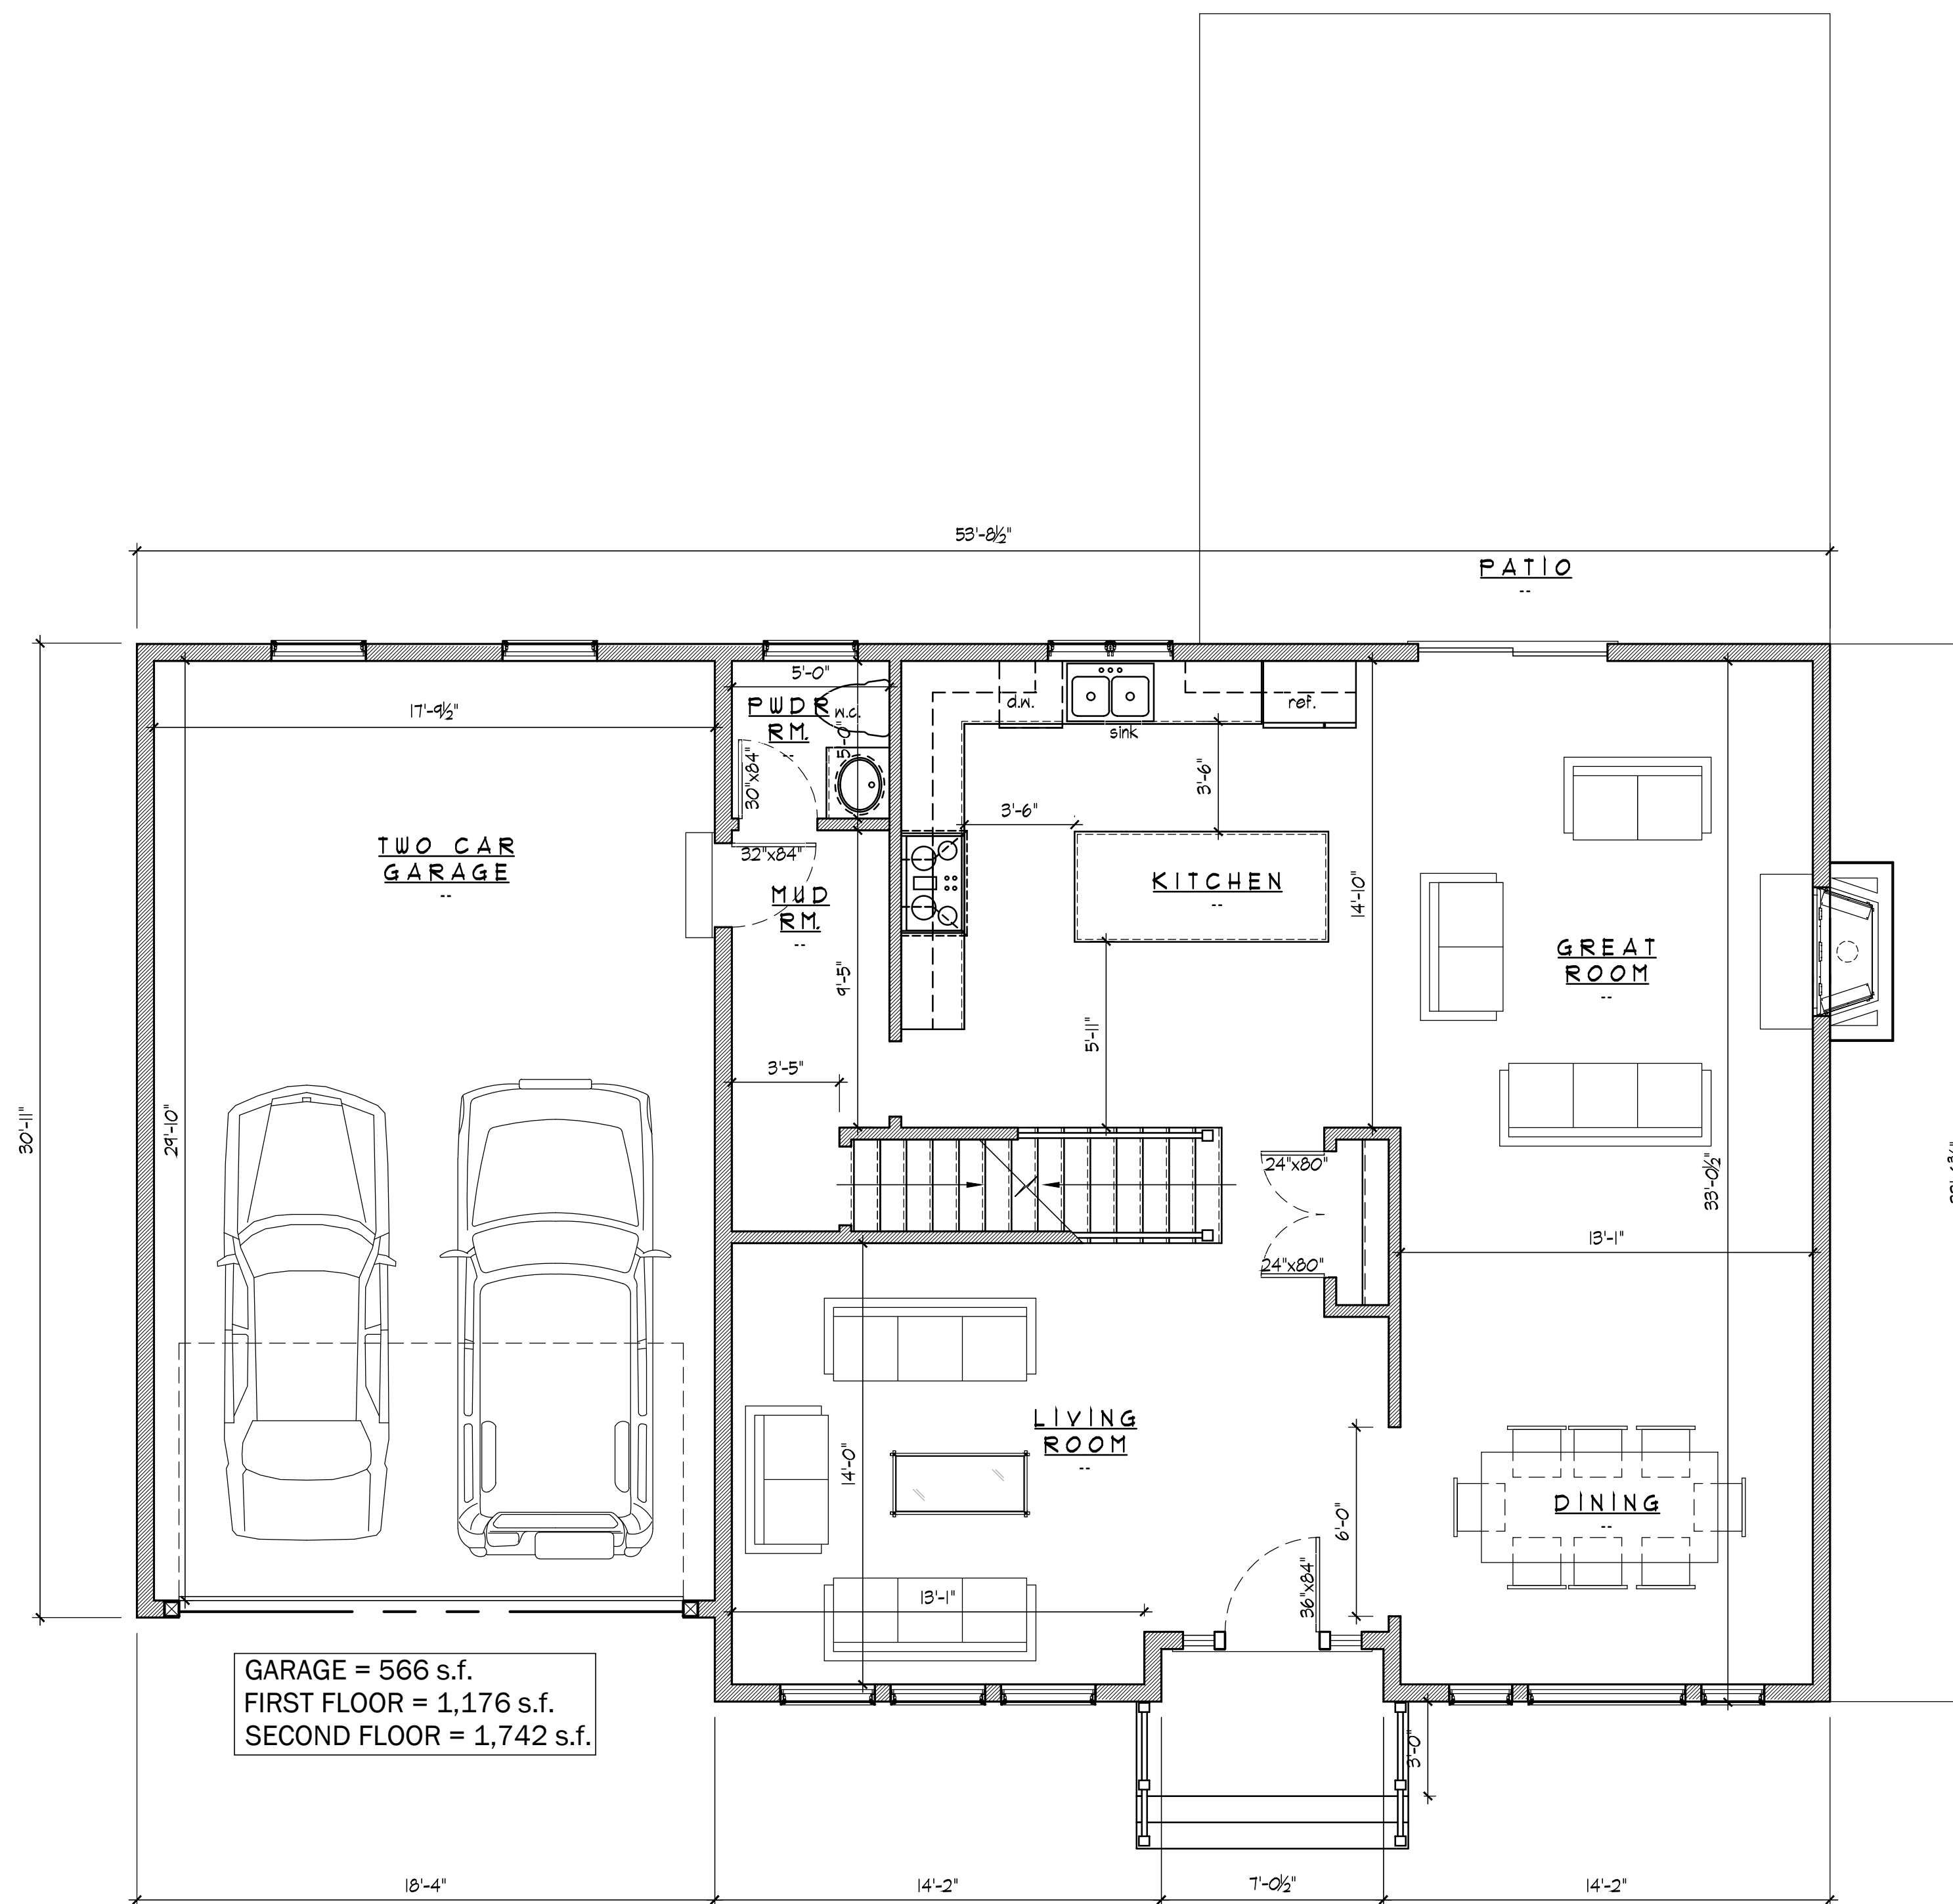 53'-8½"
PATIO
--
5'-0"
17'-9½"
PWDR
RM.
--
w.c.
5'-0"
d.w.
sink
ref.
30"x84"
3'-6"
3'-6"
TWO CAR
GARAGE
--
32"x84"
MUD
RM.
--
KITCHEN
--
14'-10"
GREAT
ROOM
--
9'-5"
5'-11"
3'-5"
30'-11"
29'-10"
24"x80"
33'-0½"
13'-1"
24"x80"
LIVING
ROOM
--
14'-0"
6'-0"
DINING
--
36"x84"
13'-1"
GARAGE = 566 s.f.
FIRST FLOOR = 1,176 s.f.
SECOND FLOOR = 1,742 s.f.
3'-0"
18'-4"
14'-2"
7'-0½"
14'-2"